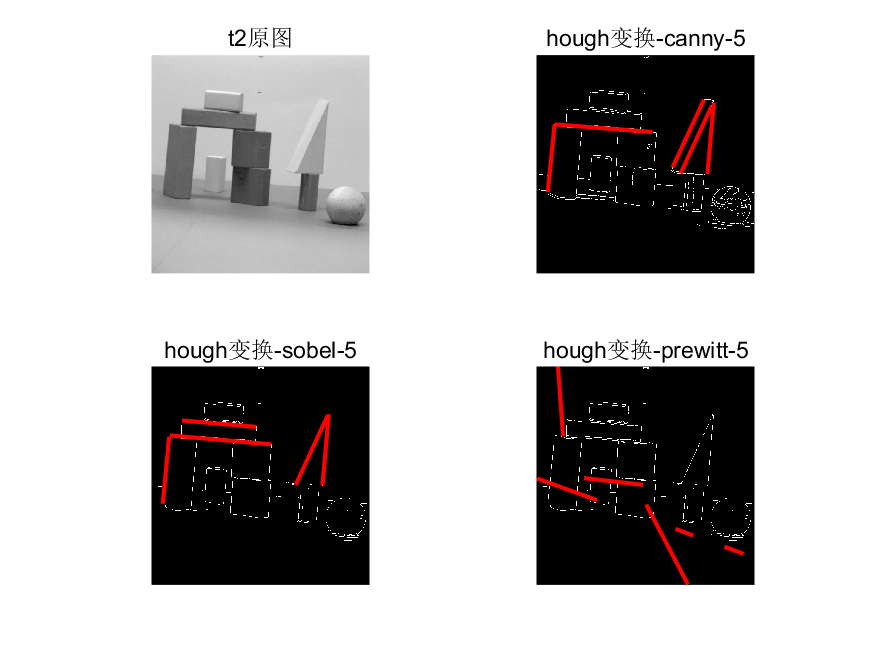 t2原图
hough变换-canny-5
hough变换-sobel-5
hough变换-prewitt-5